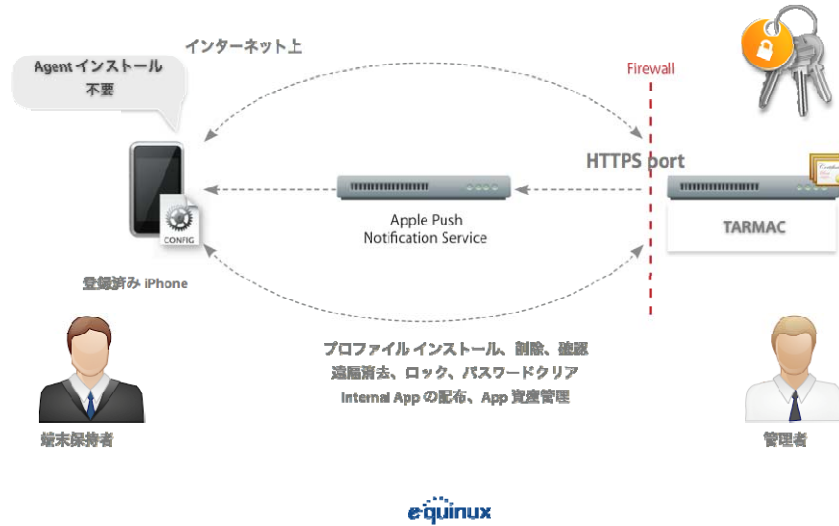 インターネット上
Agent インストール
不要
Firewall
HTTPS port
CONFIG
Apple Push
Notification Service
TARMAC
登録済み iPhone
プロファイル インストール、削除、確認
遠隔消去、ロック、パスワードクリア
Internal App の配布、App 資産管理
端末保持者
管理者
equinux